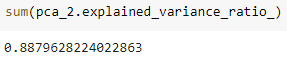 sum(pca_2.explained_variance_ratio_)
0.8879628224022863